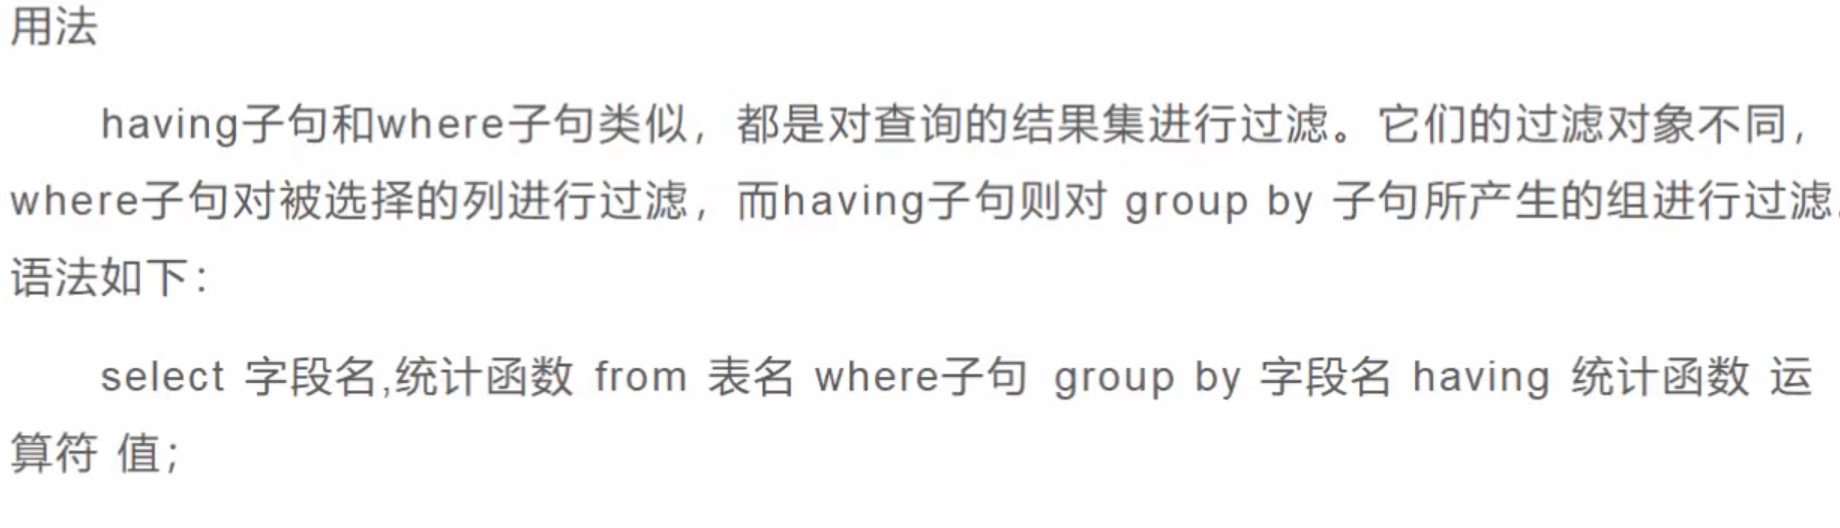 用法
having子句和where子句类似，都是对查询的结果集进行过滤。它们的过滤对象不同，
where子句对被选择的列进行过滤，而having子句则对 group by 子句所产生的组进行过滤.
语法如下：
select 字段名,统计函数 from 表名 where子句 group by 字段名 having 统计函数 运
算符 值；